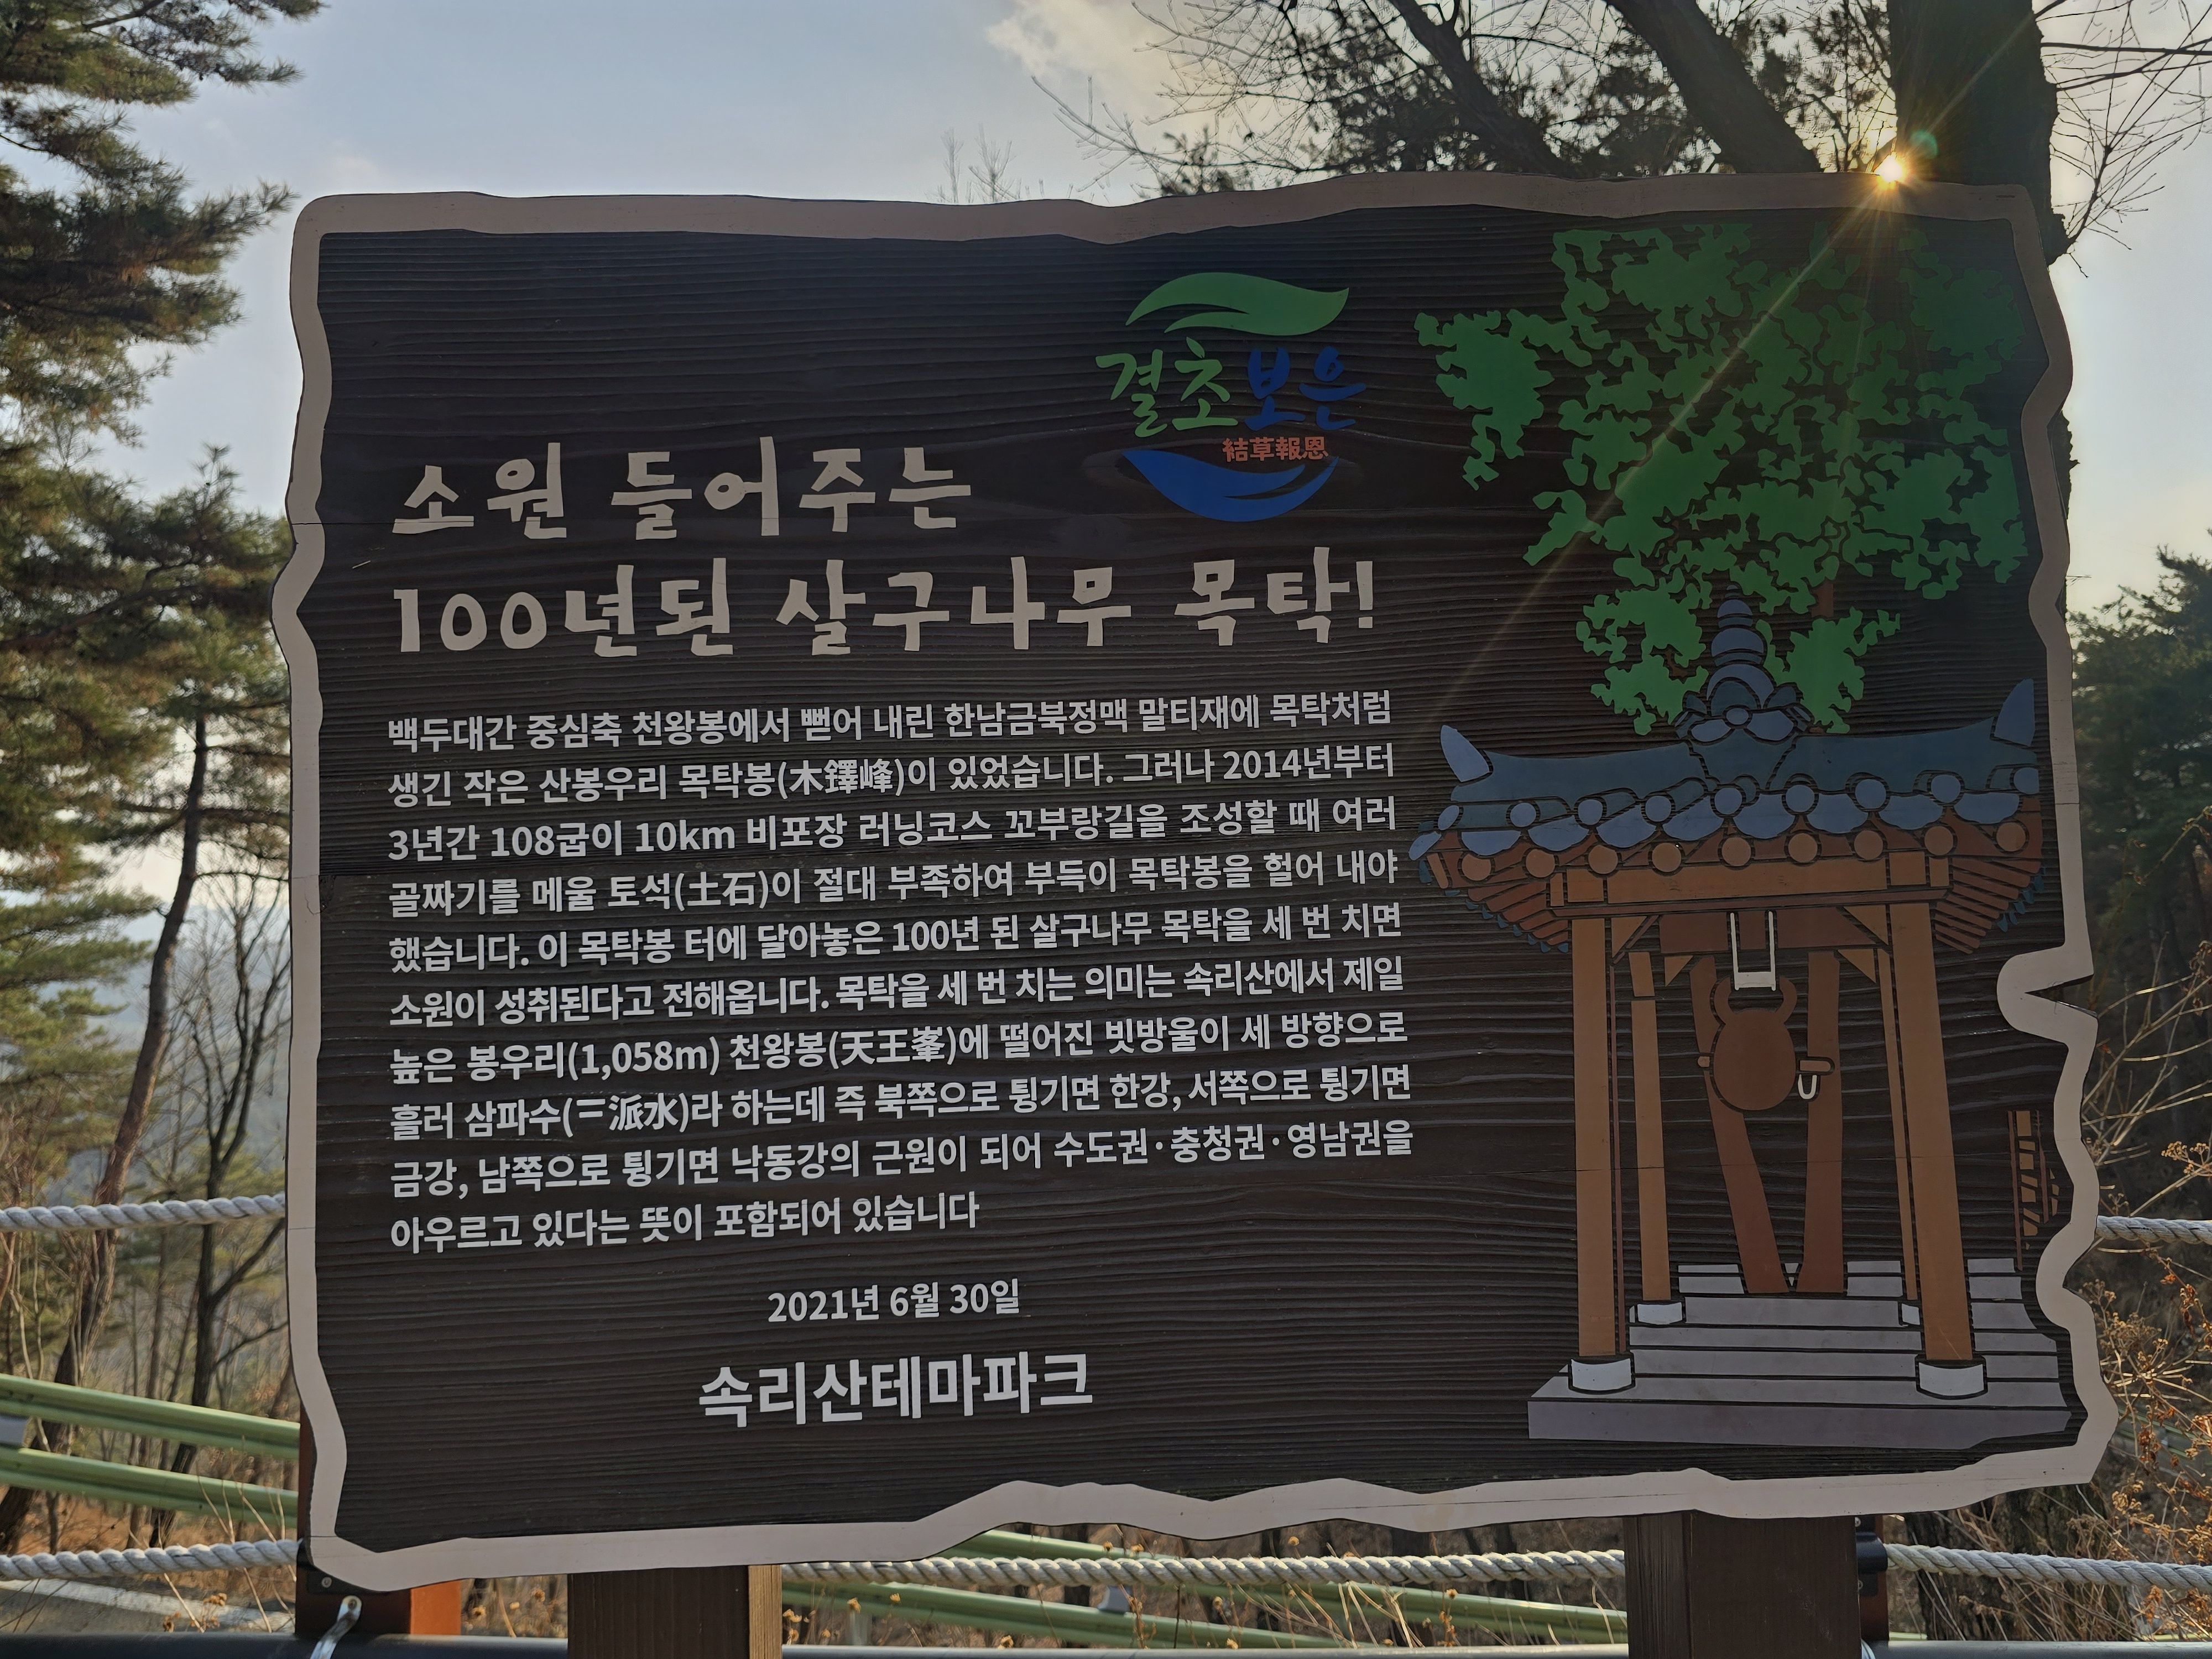 결초보은
結草報恩
소원 들어주는
100년된 살구나무 목탁!
백두대간 중심축 천왕봉에서 뻗어 내린 한남금북정맥 말티재에 목탁처럼
생긴 작은 산봉우리 목탁봉(木鐸峰)이 있었습니다. 그러나 2014년부터
3년간 108굽이 10km 비포장 러닝코스 꼬부랑길을 조성할 때 여러
골짜기를 메울 토석(土石)이 절대 부족하여 부득이 목탁봉을 헐어 내야
했습니다. 이 목탁봉 터에 달아놓은 100년 된 살구나무 목탁을 세 번 치면
소원이 성취된다고 전해옵니다. 목탁을 세 번 치는 의미는 속리산에서 제일
높은 봉우리(1,058m) 천왕봉(天王峯)에 떨어진 빗방울이 세 방향으로
흘러 삼파수(三派水)라 하는데 즉 북쪽으로 튕기면 한강, 서쪽으로 튕기면
금강, 남쪽으로 튕기면 낙동강의 근원이 되어 수도권·충청권·영남권을
아우르고 있다는 뜻이 포함되어 있습니다
2021년 6월 30일
속리산테마파크